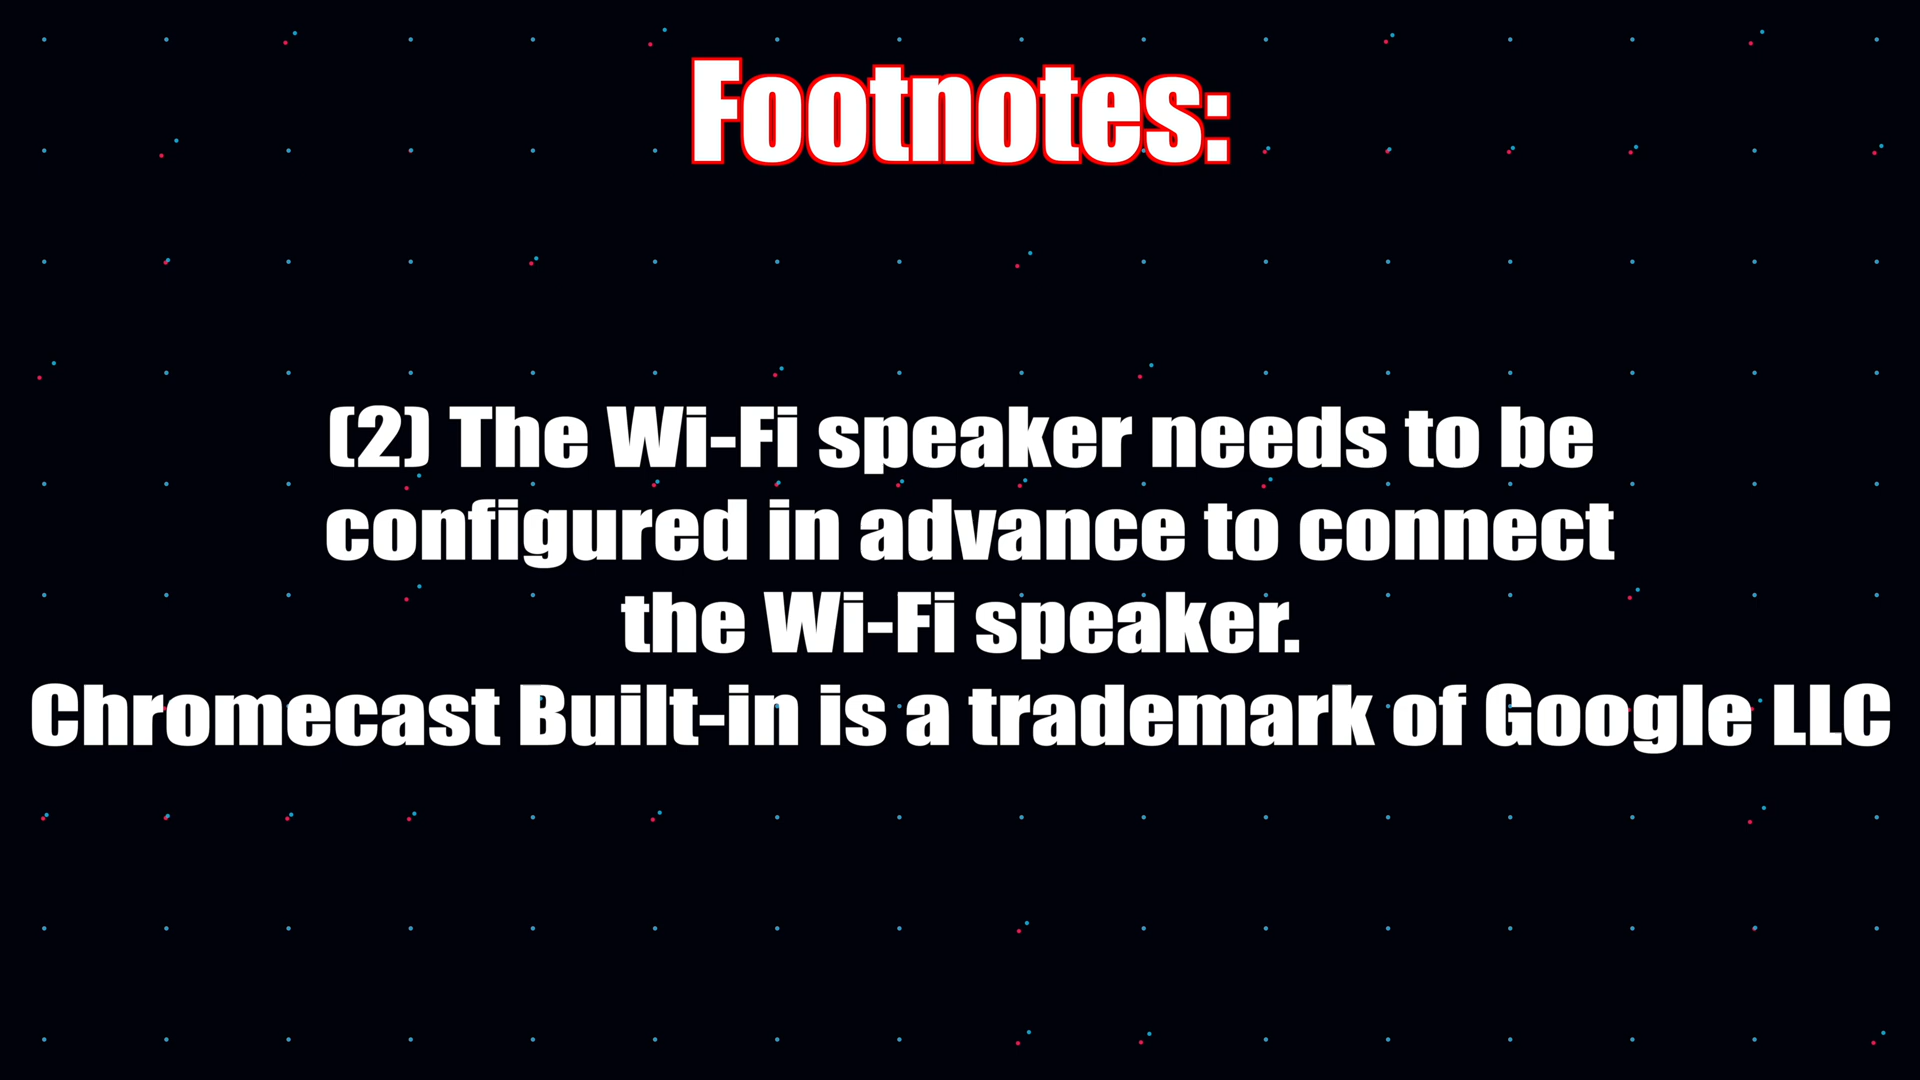 Footnotes:
(2) The Wi-Fi speaker needs to be
configured in advance to connect
the Wi-Fi speaker.
Chromecast Built-in is a trademark of Google LLC